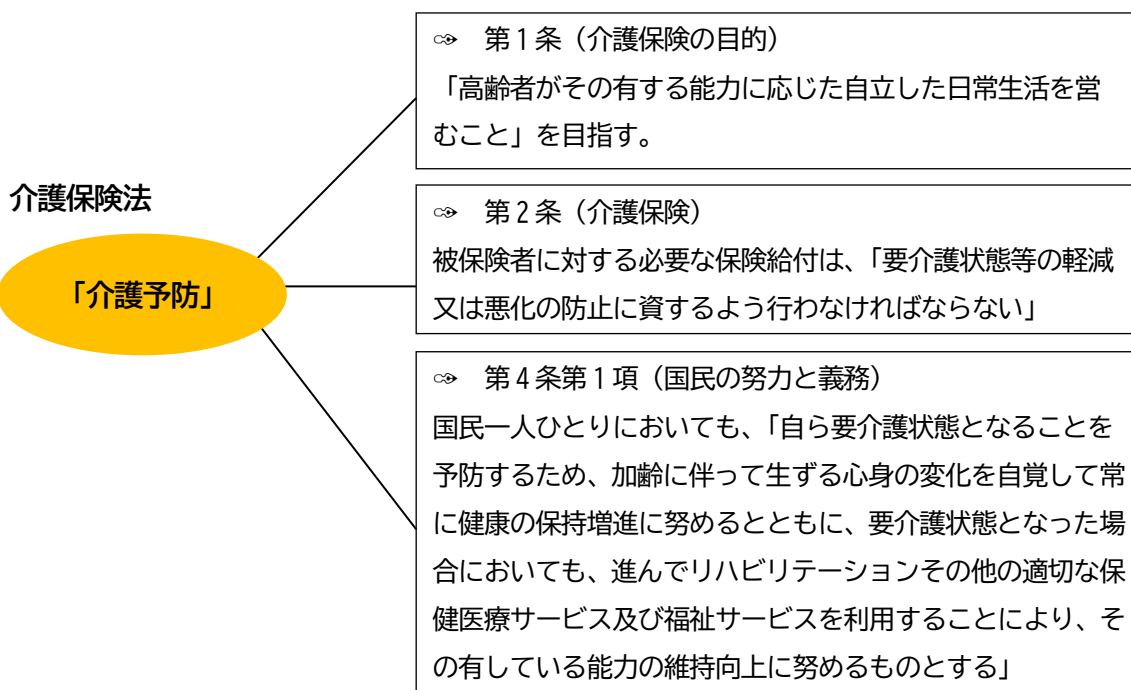 介護保険法
「介護予防」
☞ 第1条（介護保険の目的）
「高齢者がその有する能力に応じた自立した日常生活を営
むこと」を目指す。
☞ 第2条（介護保険）
被保険者に対する必要な保険給付は、「要介護状態等の軽減
又は悪化の防止に資するよう行わなければならない」
☞ 第4条第1項（国民の努力と義務）
国民一人ひとりにおいても、「自ら要介護状態となることを
予防するため、加齢に伴って生ずる心身の変化を自覚して常
に健康の保持増進に努めるとともに、要介護状態となった場
合においても、進んでリハビリテーションその他の適切な保
健医療サービス及び福祉サービスを利用することにより、そ
の有している能力の維持向上に努めるものとする」